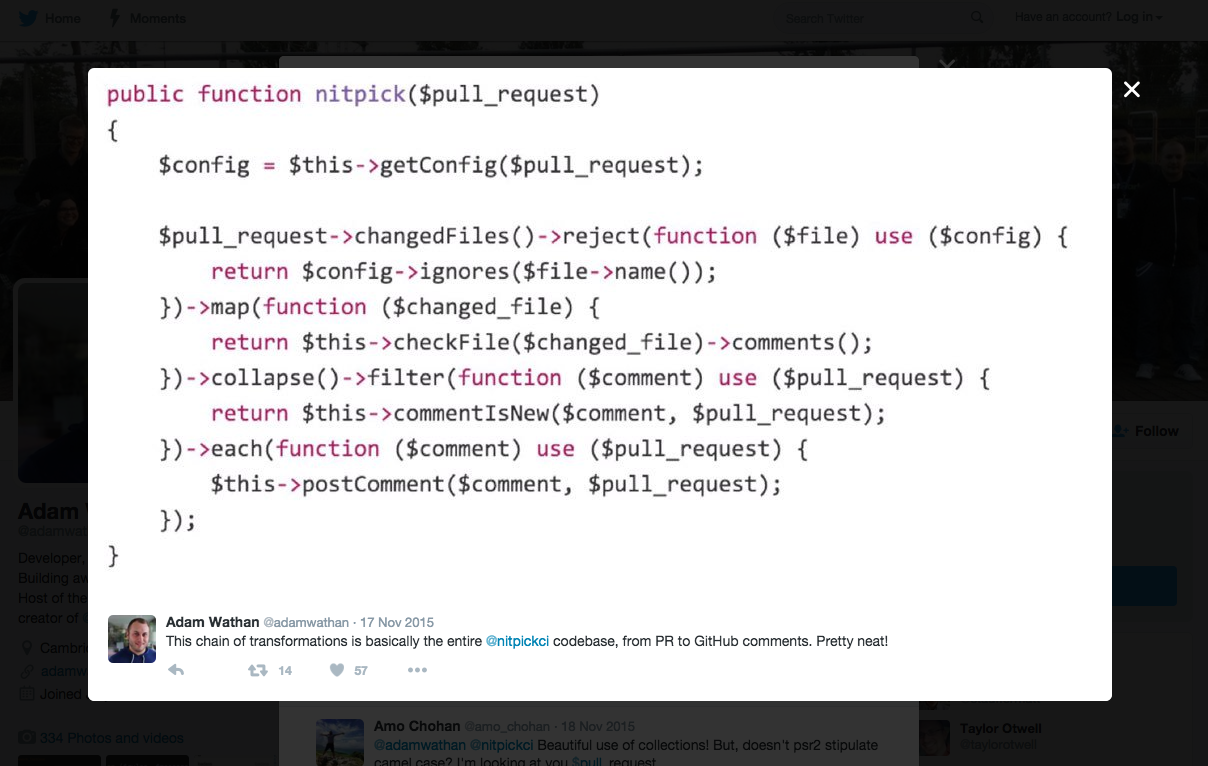 Home
Moments
Search Twitter
Have an account? Log in
public function nitpick($pull_request)
{
$config = $this->getConfig($pull_request);
$pull_request->changedFiles()->reject(function ($file) use ($config) {
return $config->ignores($file->name());
})->map(function ($changed_file) {
return $this->checkFile($changed_file)->comments();
})->collapse()->filter(function ($comment) use ($pull_request) {
return $this->commentIsNew($comment, $pull_request);
})->each(function ($comment) use ($pull_request) {
$this->postComment($comment, $pull_request);
});
}
Follow
Adam
@adamwat
Developer,
Building aw
Host of the
creator of
Cambri
adamw
Joined
334 Photos and videos
Adam Wathan @adamwathan · 17 Nov 2015
This chain of transformations is basically the entire @nitpickci codebase, from PR to GitHub comments. Pretty neat!
14
57
Amo Chohan @amo_chohan · 18 Nov 2015
@adamwathan @nitpickci Beautiful use of collections! But, doesn't psr2 stipulate
camel case? I'm looking at you $pull_request
Taylor Otwell
@taylorotwell